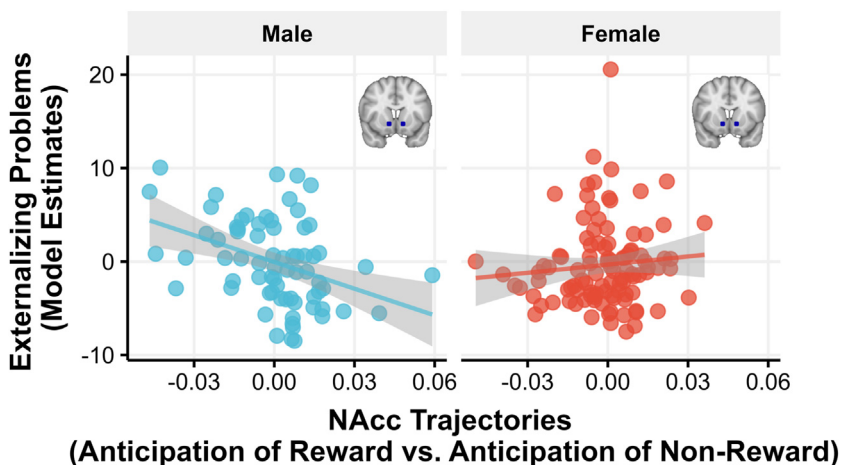 Male
Female
Externalizing Problems
(Model Estimates)
20
10
0
-10
-0.03 0.00 0.03 0.06
-0.03 0.00 0.03 0.06
NAcc Trajectories
(Anticipation of Reward vs. Anticipation of Non-Reward)